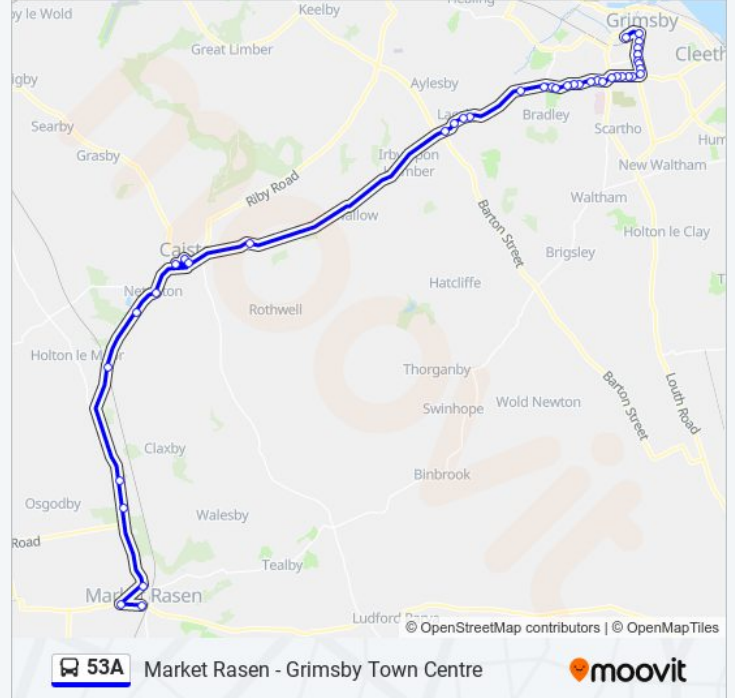 by le Wold
Keelby
Healing
Grimsby
Great Limber
Cleeth
igby
Aylesby
Searby
Bradley
Scartho
Hum
Grasby
Irby upon
Humber
New Waltham
Riby Road
Waltham
Barton Street
Holton le Clay
Caist
Brigsley
Nettleton
Hatcliffe
Rothwell
Holton le Moor
Thorganby
Barton Street
Louth Road
Swinhope
Wold Newton
Claxby
Binbrook
Osgodby
Walesby
Road
Tealby
Market Rasen
Ludford Parva
© OpenStreetMap contributors | © OpenMapTiles
moovit
53A
Market Rasen - Grimsby Town Centre
moovit